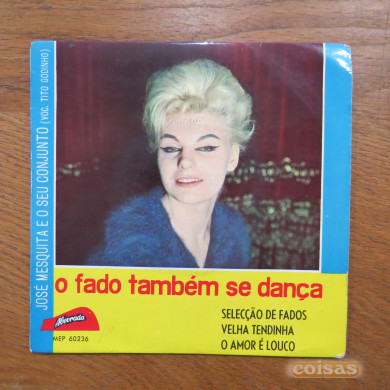 JOSÉ MESQUITA E O SEU CONJUNTO (VOC. TITO GODINHO)
o fado também se dança
SELECÇÃO DE FADOS
VELHA TENDINHA
O AMOR É LOUCO
Alvorada
MEP 60236
coisas